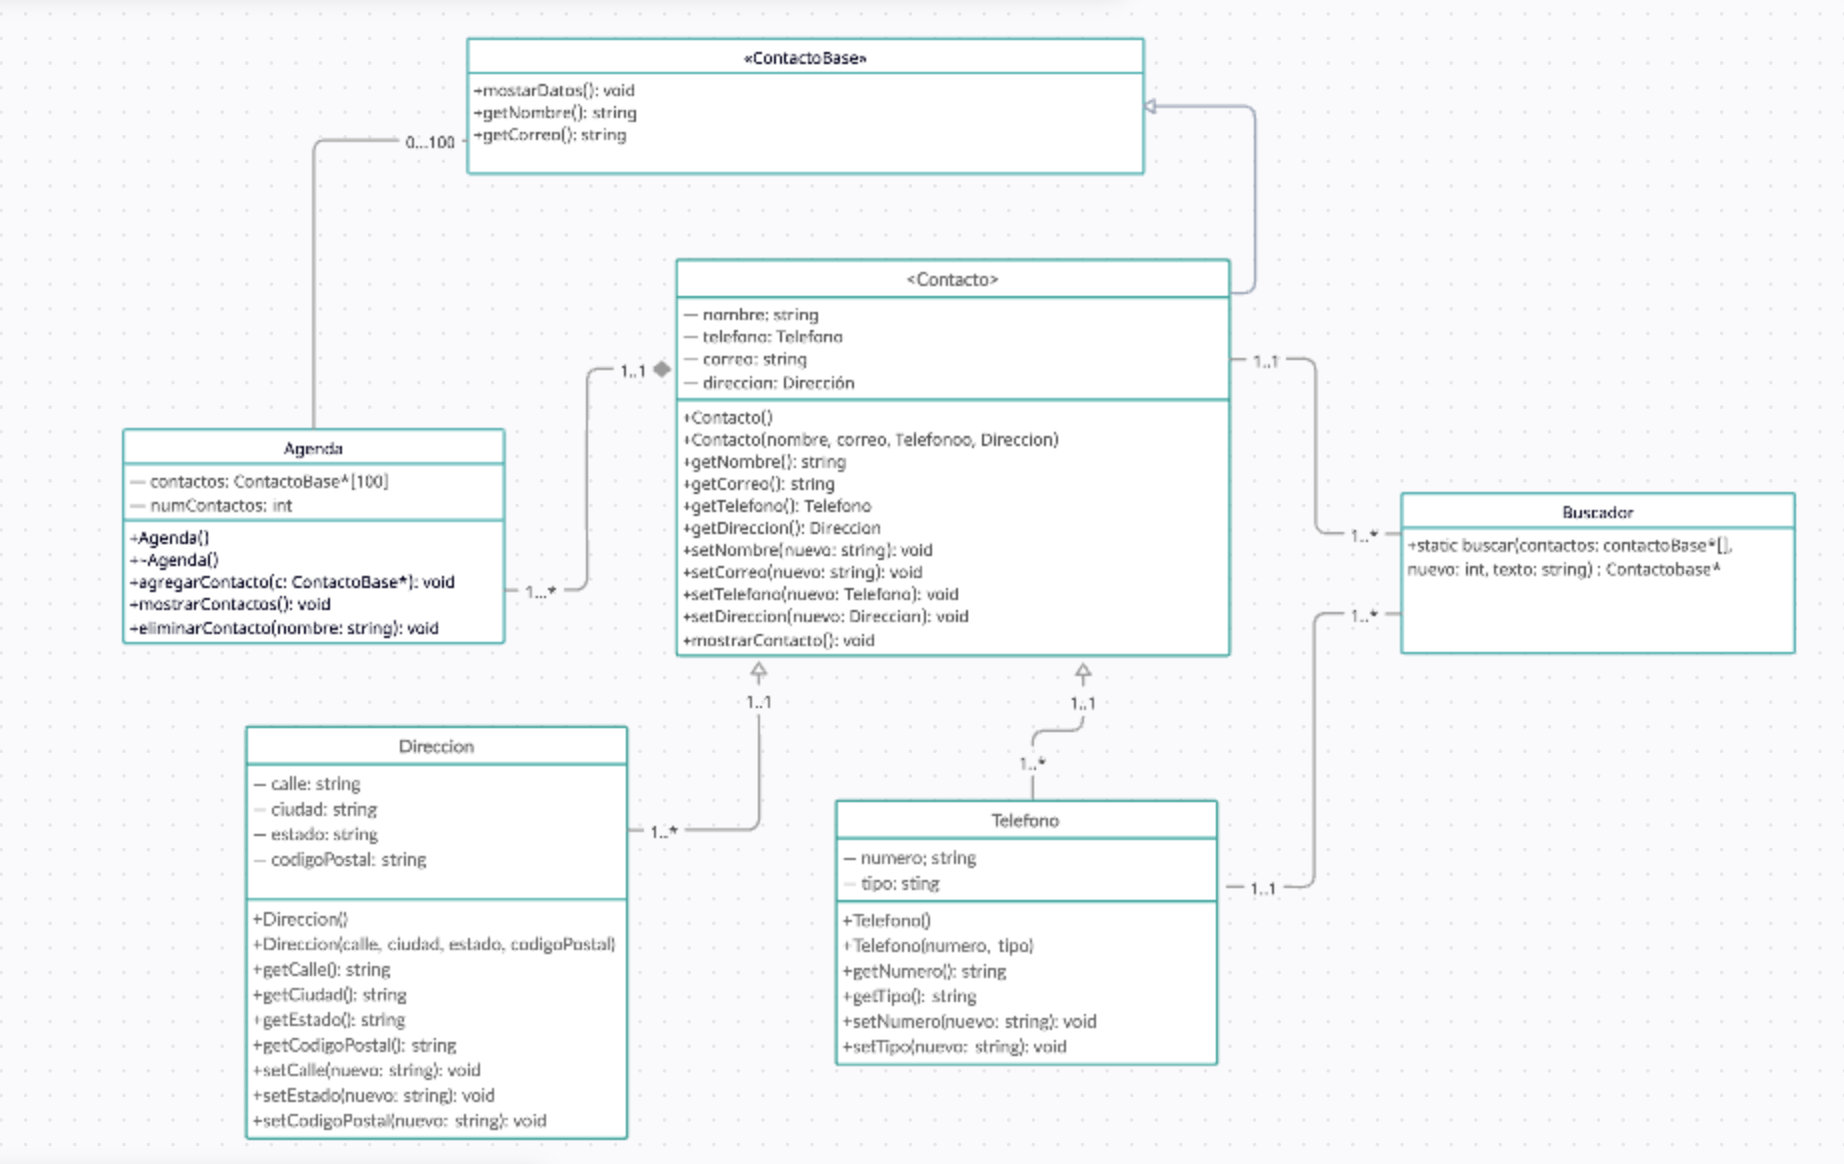 «ContactoBase»
+mostarDatos(): void
+getNombre(): string
+getCorreo(): string
0...100
<Contacto>
— nombre: string
— telefono: Telefono
— correo: string
— direccion: Dirección
+Contacto()
+Contacto(nombre, correo, Telefonoo, Direccion)
+getNombre(): string
+getCorreo(): string
+getTelefono(): Telefono
+getDireccion(): Direccion
+setNombre(nuevo: string): void
+setCorreo(nuevo: string): void
+setTelefono(nuevo: Telefono): void
+setDireccion(nuevo: Direccion): void
+mostrarContacto(): void
1..1
1..1
Agenda
— contactos: ContactoBase*[100]
— numContactos: int
+Agenda()
+~Agenda()
+agregarContacto(c: ContactoBase*): void
+mostrarContactos(): void
+eliminarContacto(nombre: string): void
1...*
Buscador
+static buscar(contactos: contactoBase*[],
nuevo: int, texto: string) : Contactobase*
1..*
1..*
1..1
1..1
Direccion
— calle: string
— ciudad: string
— estado: string
— codigoPostal: string
+Direccion()
+Direccion(calle, ciudad, estado, codigoPostal)
+getCalle(): string
+getCiudad(): string
+getEstado(): string
+getCodigoPostal(): string
+setCalle(nuevo: string): void
+setEstado(nuevo: string): void
+setCodigoPostal(nuevo: string): void
1..*
1..*
Telefono
— numero; string
— tipo: sting
+Telefono()
+Telefono(numero, tipo)
+getNumero(): string
+getTipo(): string
+setNumero(nuevo: string): void
+setTipo(nuevo: string): void
1..1